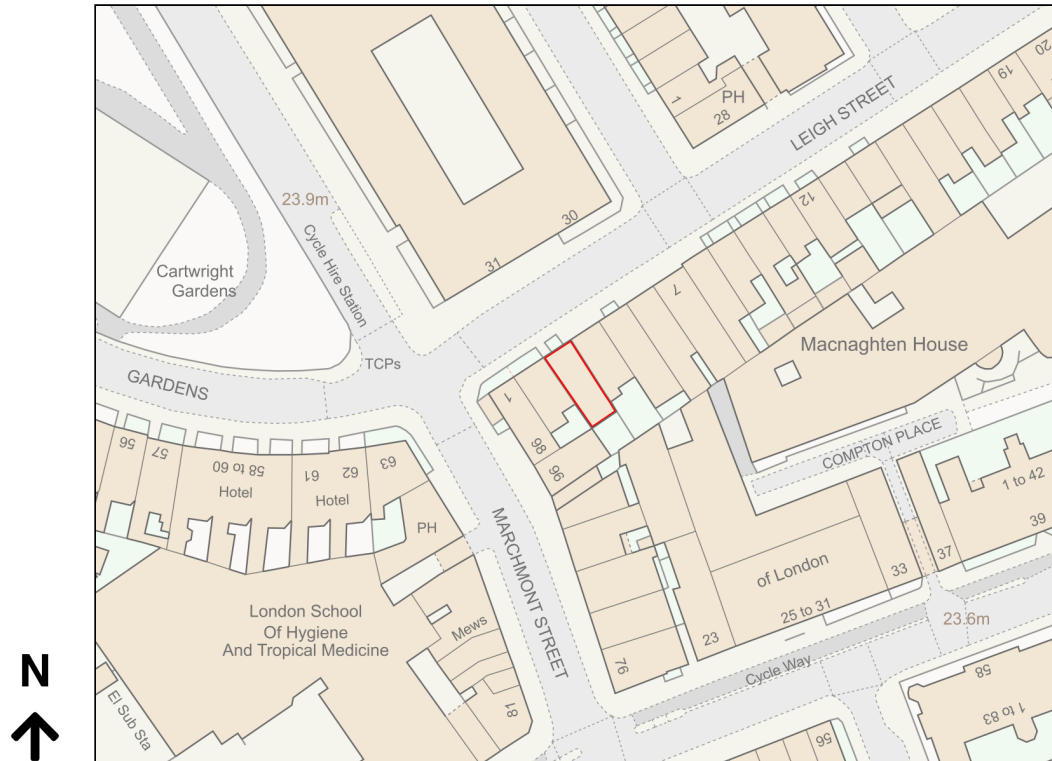 1
PH
28
LEIGH STREET
19
20
23.9m
Cycle Hire Station
30
31
12
Cartwright
Gardens
7
Macnaghten House
TCPs
GARDENS
1
98
96
COMPTON PLACE
56
57
58 to 60
Hotel
61
62
Hotel
63
PH
MARCHMONT STREET
1 to 42
39
37
33
of London
25 to 31
23
76
London School
Of Hygiene
And Tropical Medicine
Mews
81
Cycle Way
23.6m
El Sub Sta
58
1 to 83
56
N